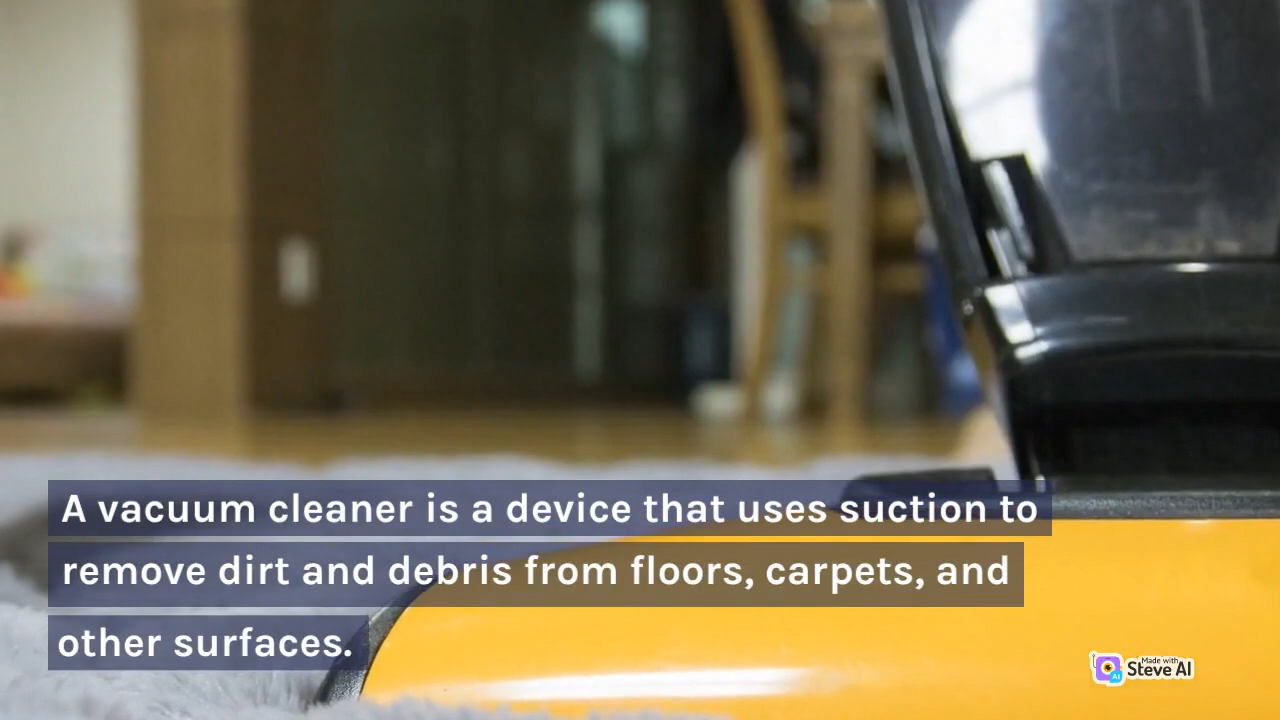 A vacuum cleaner is a device that uses suction to
remove dirt and debris from floors, carpets, and
other surfaces.
Made with
Steve AI
AI